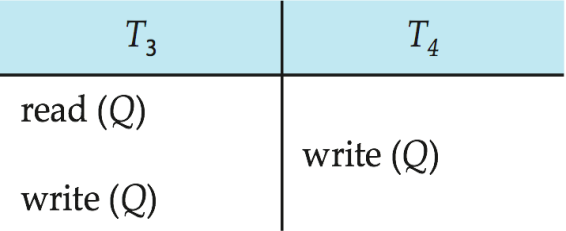 T₃ T₄
read (Q)
write (Q)
write (Q)